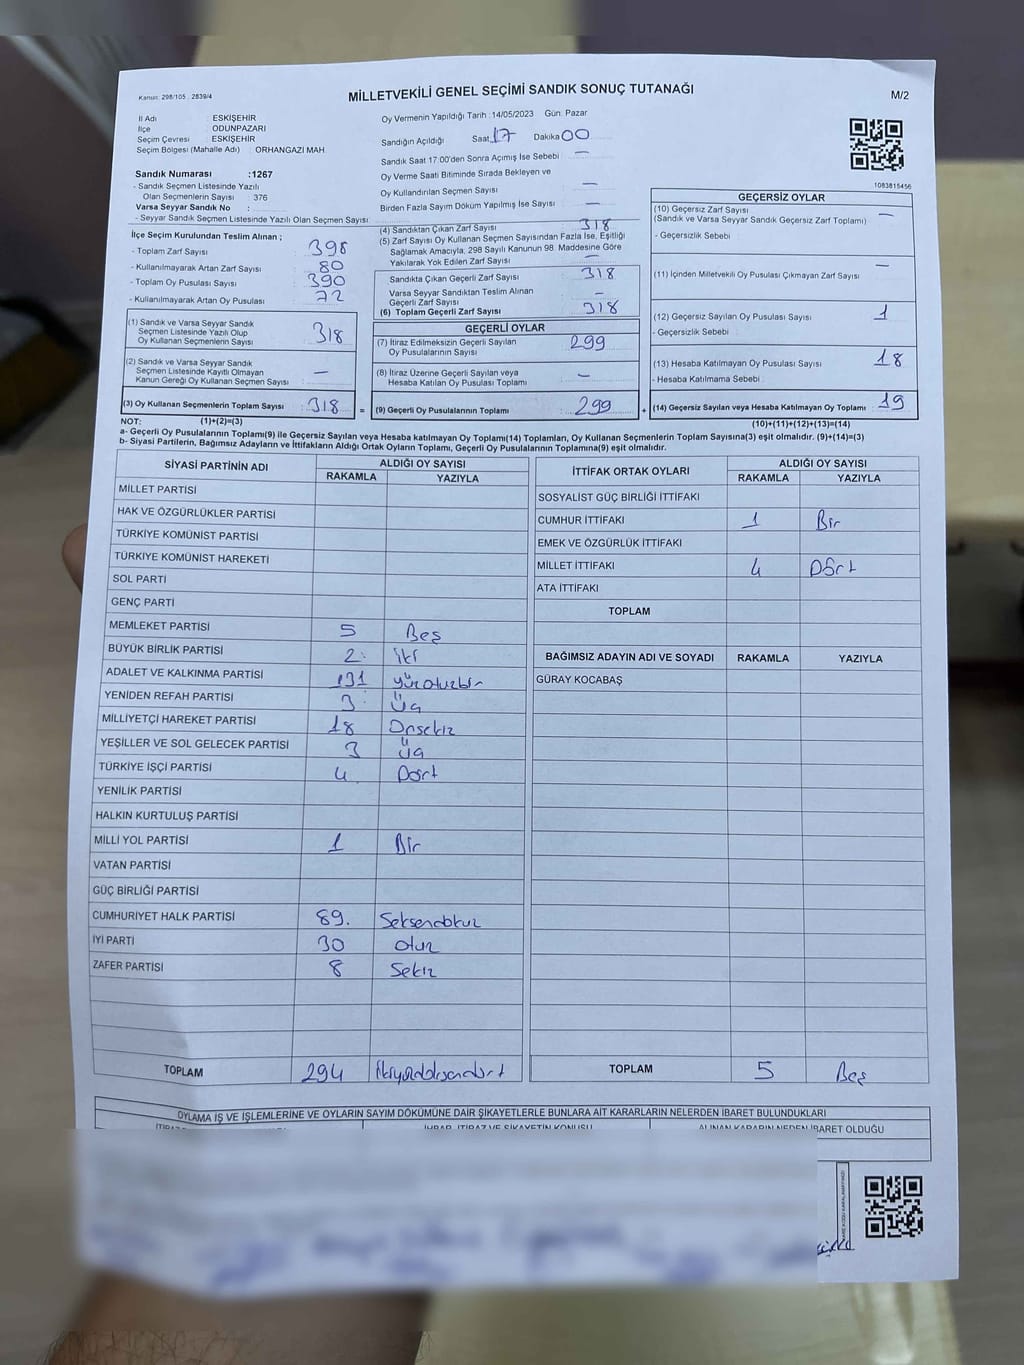 Kanun: 298/105 , 2839/4
MİLLETVEKİLİ GENEL SEÇİMİ SANDIK SONUÇ TUTANAĞI
M/2
İl Adı : ESKİŞEHİR
İlçe : ODUNPAZARI
Seçim Çevresi : ESKİŞEHİR
Seçim Bölgesi (Mahalle Adı) : ORHANGAZİ MAH.
Sandık Numarası :1267
- Sandık Seçmen Listesinde Yazılı
Olan Seçmenlerin Sayısı : 376
Varsa Seyyar Sandık No :
- Seyyar Sandık Seçmen Listesinde Yazılı Olan Seçmen Sayısı
Oy Vermenin Yapıldığı Tarih :14/05/2023 Gün: Pazar
Sandığın Açıldığı Saat 17 Dakika 00
Sandık Saat 17:00'den Sonra Açımış İse Sebebi : —
Oy Verme Saati Bitiminde Sırada Bekleyen ve
Oy Kullandırılan Seçmen Sayısı : —
Birden Fazla Sayım Döküm Yapılmış İse Sayısı : —
1083815456
İlçe Seçim Kurulundan Teslim Alınan ;
- Toplam Zarf Sayısı : 398
- Kullanılmayarak Artan Zarf Sayısı : 80
- Toplam Oy Pusulası Sayısı : 390
- Kullanılmayarak Artan Oy Pusulası : 72
(1) Sandık ve Varsa Seyyar Sandık
Seçmen Listesinde Yazılı Olup
Oy Kullanan Seçmenlerin Sayısı : 318
(2) Sandık ve Varsa Seyyar Sandık
Seçmen Listesinde Kayıtlı Olmayan
Kanun Gereği Oy Kullanan Seçmen Sayısı : —
(3) Oy Kullanan Seçmenlerin Toplam Sayısı : 318 =
(1)+(2)=(3)
(4) Sandıktan Çıkan Zarf Sayısı : 318
(5) Zarf Sayısı Oy Kullanan Seçmen Sayısından Fazla İse, Eşitliği
Sağlamak Amacıyla, 298 Sayılı Kanunun 98. Maddesine Göre
Yakılarak Yok Edilen Zarf Sayısı : —
Sandıkta Çıkan Geçerli Zarf Sayısı : 318
Varsa Seyyar Sandıktan Teslim Alınan
Geçerli Zarf Sayısı : —
(6) Toplam Geçerli Zarf Sayısı : 318
GEÇERLİ OYLAR
(7) İtiraz Edilmeksizin Geçerli Sayılan
Oy Pusulalarının Sayısı : 299
(8) İtiraz Üzerine Geçerli Sayılan veya
Hesaba Katılan Oy Pusulası Toplamı : —
(9) Geçerli Oy Pusulalarının Toplamı : 299 +
GEÇERSİZ OYLAR
(10) Geçersiz Zarf Sayısı : —
(Sandık ve Varsa Seyyar Sandık Geçersiz Zarf Toplamı)
- Geçersizlik Sebebi :
(11) İçinden Milletvekili Oy Pusulası Çıkmayan Zarf Sayısı : —
(12) Geçersiz Sayılan Oy Pusulası Sayısı : 1
- Geçersizlik Sebebi :
(13) Hesaba Katılmayan Oy Pusulası Sayısı : 18
- Hesaba Katılmama Sebebi :
(14) Geçersiz Sayılan veya Hesaba Katılmayan Oy Toplamı : 19
(10)+(11)+(12)+(13)=(14)
NOT:
a- Geçerli Oy Pusulalarının Toplamı(9) ile Geçersiz Sayılan veya Hesaba katılmayan Oy Toplamı(14) Toplamları, Oy Kullanan Seçmenlerin Toplam Sayısına(3) eşit olmalıdır. (9)+(14)=(3)
b- Siyasi Partilerin, Bağımsız Adayların ve İttifakların Aldığı Ortak Oyların Toplamı, Geçerli Oy Pusulalarının Toplamına(9) eşit olmalıdır.
SİYASİ PARTİNİN ADI ALDIĞI OY SAYISI
RAKAMLA YAZIYLA
MİLLET PARTİSİ
HAK VE ÖZGÜRLÜKLER PARTİSİ
TÜRKİYE KOMÜNİST PARTİSİ
TÜRKİYE KOMÜNİST HAREKETİ
SOL PARTİ
GENÇ PARTİ
MEMLEKET PARTİSİ 5 Beş
BÜYÜK BİRLİK PARTİSİ 2 iki
ADALET VE KALKINMA PARTİSİ 131 yüzotuzbir
YENİDEN REFAH PARTİSİ 3 Üç
MİLLİYETÇİ HAREKET PARTİSİ 18 Onsekiz
YEŞİLLER VE SOL GELECEK PARTİSİ 3 Üç
TÜRKİYE İŞÇİ PARTİSİ 4 Dört
YENİLİK PARTİSİ
HALKIN KURTULUŞ PARTİSİ
MİLLİ YOL PARTİSİ 1 Bir
VATAN PARTİSİ
GÜÇ BİRLİĞİ PARTİSİ
CUMHURİYET HALK PARTİSİ 89. Seksendokuz
İYİ PARTİ 30 otuz
ZAFER PARTİSİ 8 Sekiz
TOPLAM 294 İkiyüzdoksandört
İTTİFAK ORTAK OYLARI ALDIĞI OY SAYISI
RAKAMLA YAZIYLA
SOSYALİST GÜÇ BİRLİĞİ İTTİFAKI
CUMHUR İTTİFAKI 1 Bir
EMEK VE ÖZGÜRLÜK İTTİFAKI
MİLLET İTTİFAKI 4 Dört
ATA İTTİFAKI
TOPLAM
BAĞIMSIZ ADAYIN ADI VE SOYADI RAKAMLA YAZIYLA
GÜRAY KOCABAŞ
TOPLAM 5 Beş
OYLAMA İŞ VE İŞLEMLERİNE VE OYLARIN SAYIM DÖKÜMÜNE DAİR ŞİKAYETLERLE BUNLARA AİT KARARLARIN NELERDEN İBARET BULUNDUKLARI
İHBAR, İTİRAZ VE ŞİKAYETİN KONUSU ALINAN KARARIN NEDEN İBARET OLDUĞU